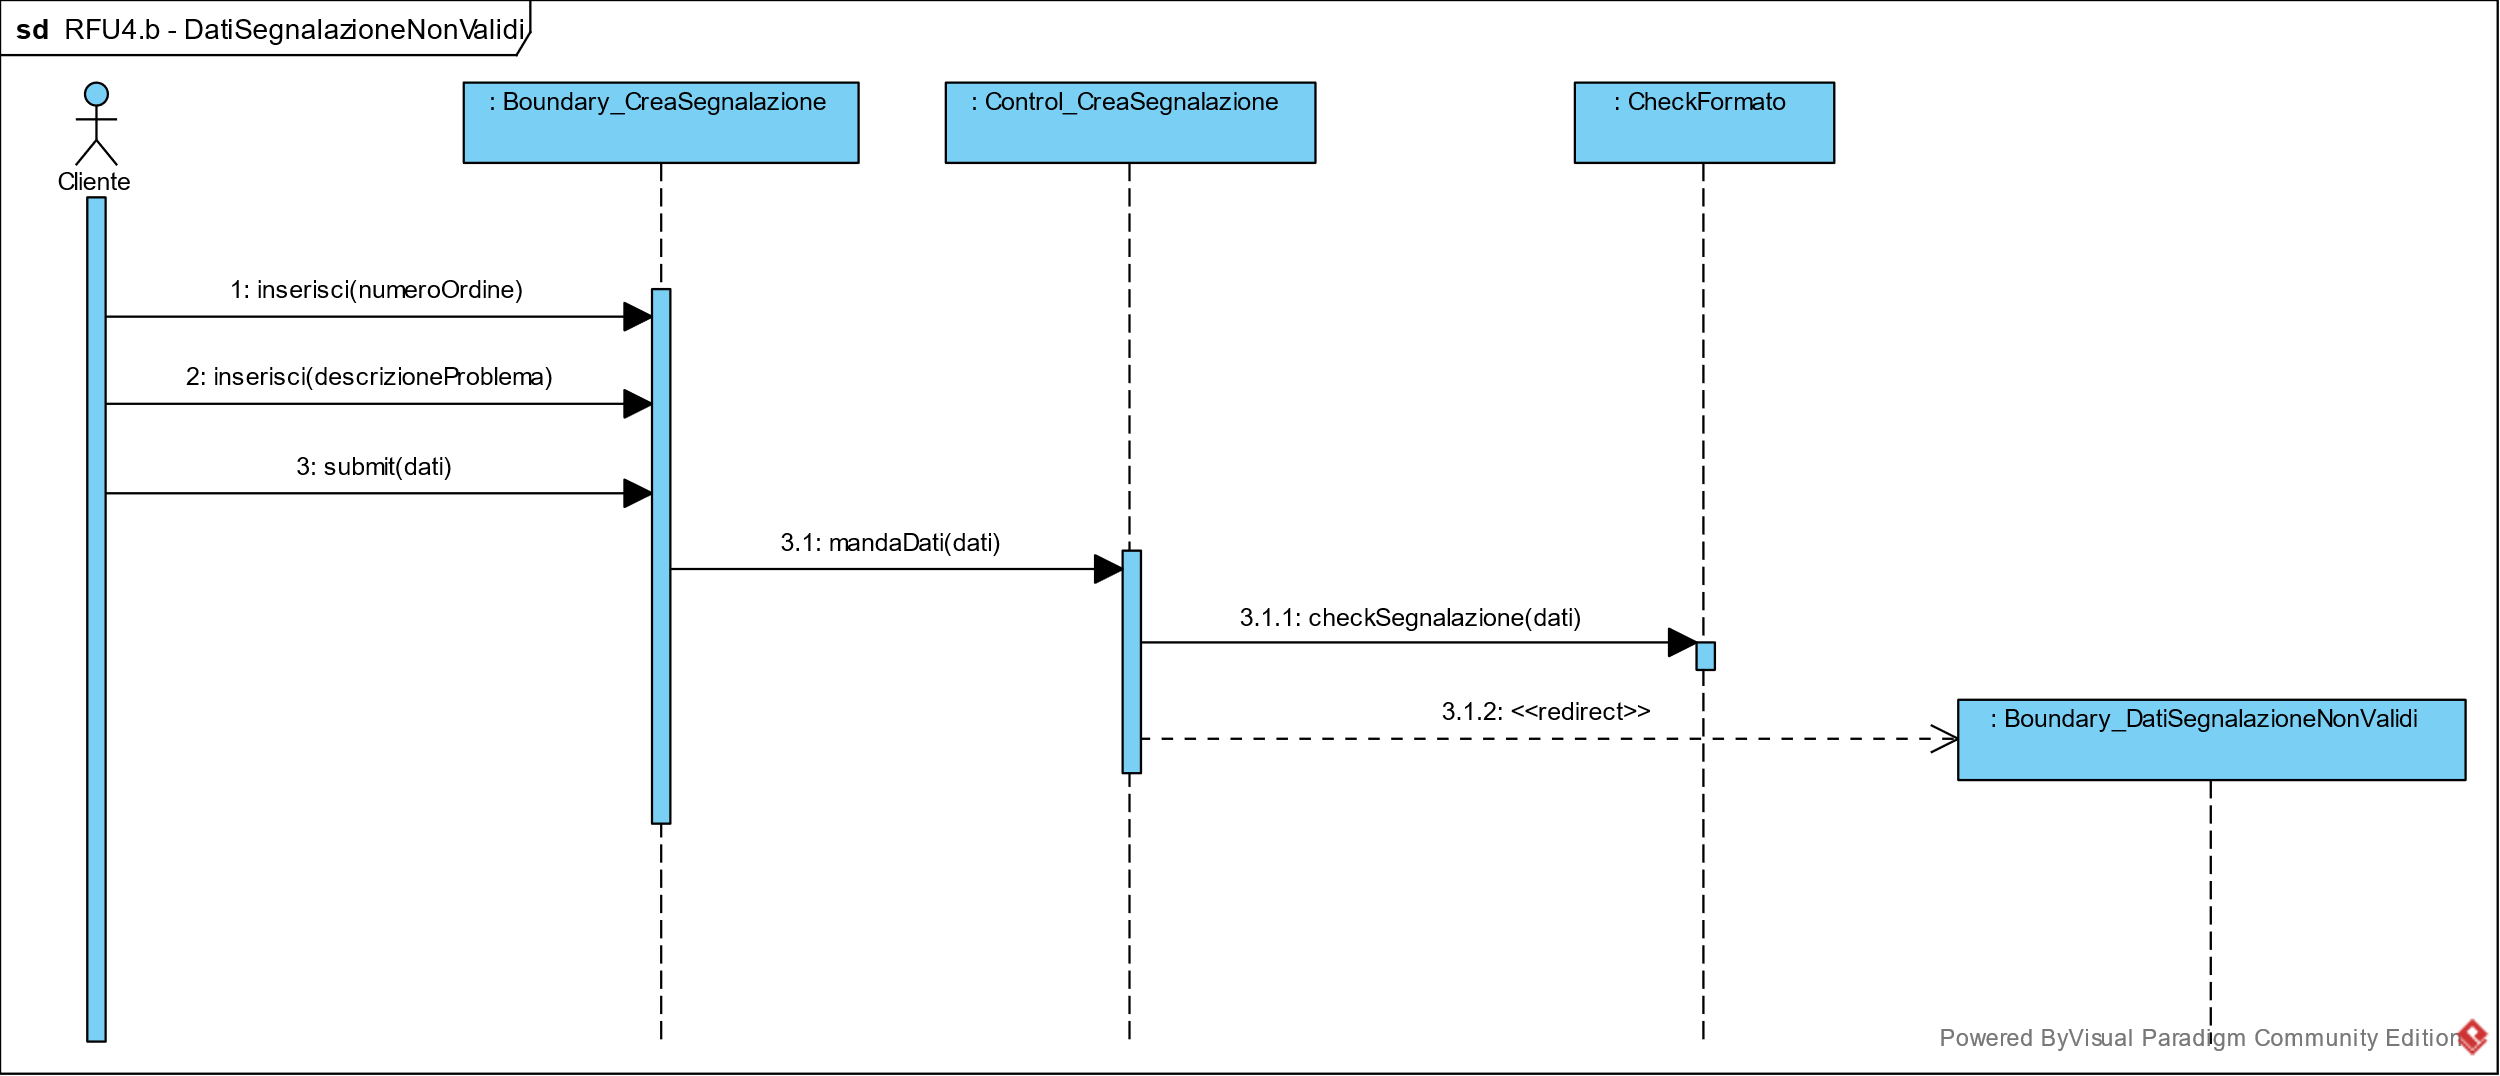 sd RFU4.b - DatiSegnalazioneNonValidi
: Boundary_CreaSegnalazione
: Control_CreaSegnalazione
: CheckFormato
Cliente
1: inserisci(numeroOrdine)
2: inserisci(descrizioneProblema)
3: submit(dati)
3.1: mandaDati(dati)
3.1.1: checkSegnalazione(dati)
3.1.2: <<redirect>>
: Boundary_DatiSegnalazioneNonValidi
Powered ByVisual Paradigm Community Edition